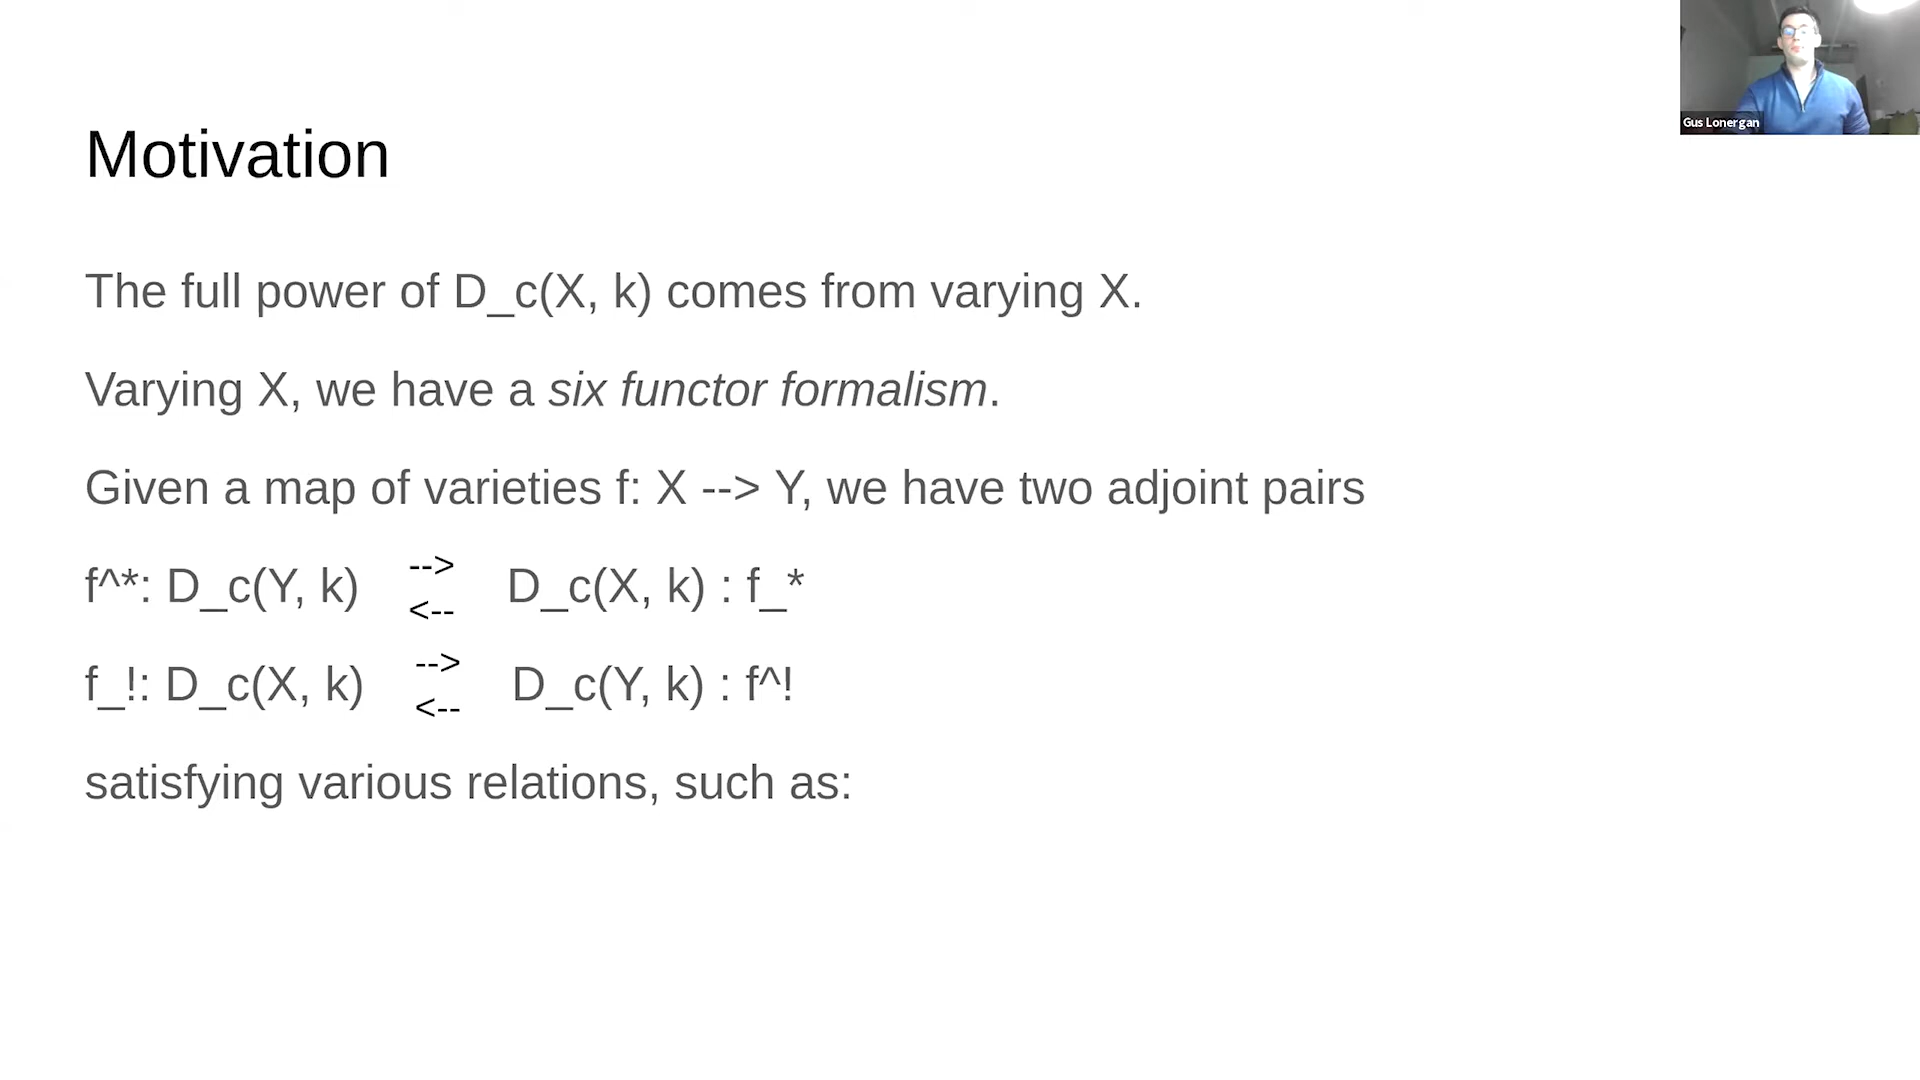 Gus Lonergan
Motivation
The full power of D_c(X, k) comes from varying X.
Varying X, we have a six functor formalism.
Given a map of varieties f: X --> Y, we have two adjoint pairs
f^*: D_c(Y, k) --> <-- D_c(X, k) : f_*
f_!: D_c(X, k) --> <-- D_c(Y, k) : f^!
satisfying various relations, such as: